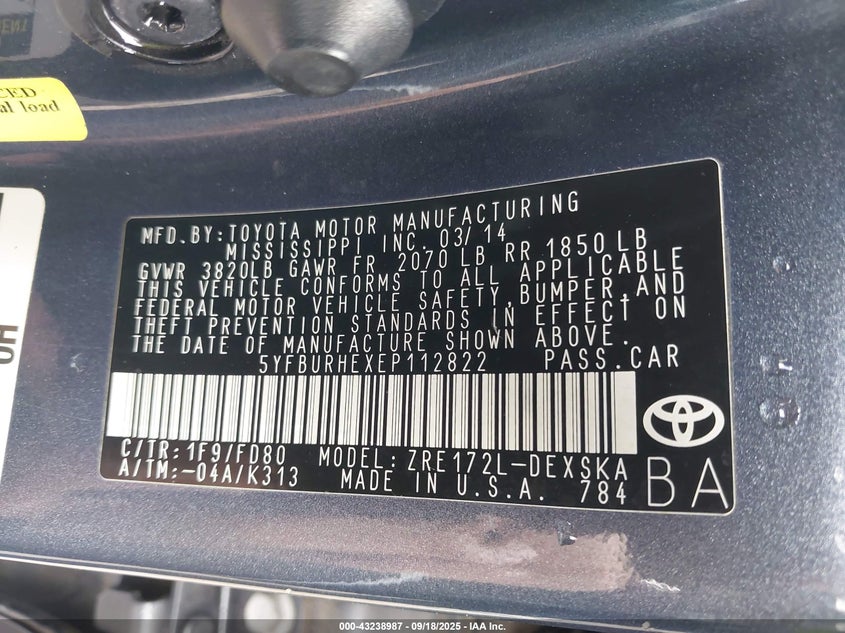 CED
al load
MFD. BY:TOYOTA MOTOR MANUFACTURING
MISSISSIPPI INC. 03/14
GVWR 3820LB GAWR FR 2070 LB RR 1850 LB
THIS VEHICLE CONFORMS TO ALL APPLICABLE
FEDERAL MOTOR VEHICLE SAFETY,BUMPER,AND
THEFT PREVENTION STANDARDS IN EFFECT ON
THE DATE OF MANUFACTURE SHOWN ABOVE.
5YFBURHEXEP112822 PASS.CAR
C/TR:1F9/FD80 MODEL:ZRE172L-DEXSKA
A/TM:-04A/K313 MADE IN U.S.A. 784
BA
000-43238987 - 09/18/2025 - IAA Inc.